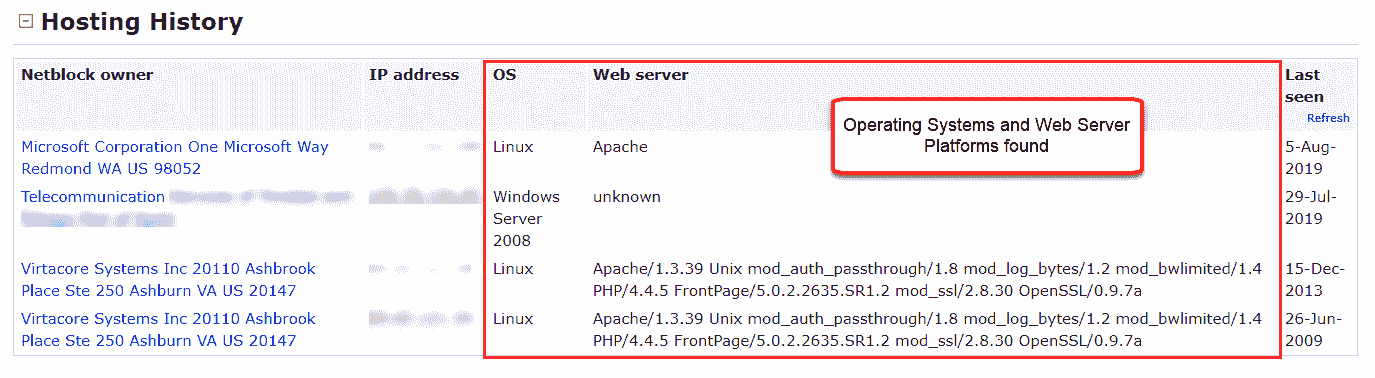 Hosting History
Netblock owner IP address OS Web server Last
seen
Refresh
Operating Systems and Web Server
Platforms found
Microsoft Corporation One Microsoft Way Linux Apache 5-Aug-
Redmond WA US 98052 2019
Telecommunication Windows unknown 29-Jul-
Server 2019
2008
Virtacore Systems Inc 20110 Ashbrook Linux Apache/1.3.39 Unix mod_auth_passthrough/1.8 mod_log_bytes/1.2 mod_bwlimited/1.4 15-Dec-
Place Ste 250 Ashburn VA US 20147 PHP/4.4.5 FrontPage/5.0.2.2635.SR1.2 mod_ssl/2.8.30 OpenSSL/0.9.7a 2013
Virtacore Systems Inc 20110 Ashbrook Linux Apache/1.3.39 Unix mod_auth_passthrough/1.8 mod_log_bytes/1.2 mod_bwlimited/1.4 26-Jun-
Place Ste 250 Ashburn VA US 20147 PHP/4.4.5 FrontPage/5.0.2.2635.SR1.2 mod_ssl/2.8.30 OpenSSL/0.9.7a 2009